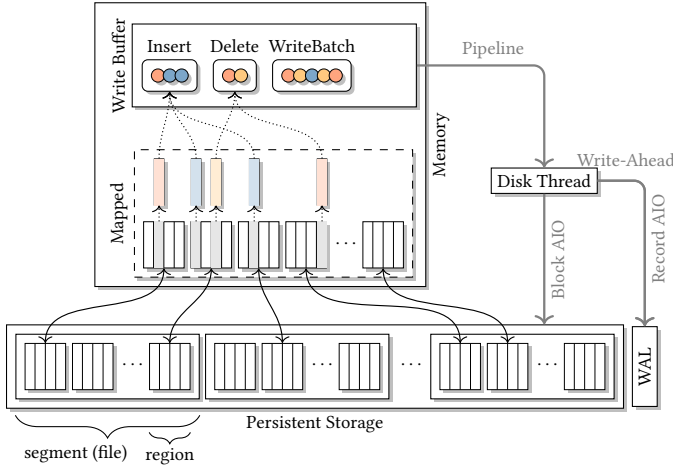 Insert Delete WriteBatch
Write Buffer
Pipeline
Memory
Write-Ahead
Disk Thread
Mapped
...
Block AIO
Record AIO
... ... ... ...
WAL
Persistent Storage
segment (file) region